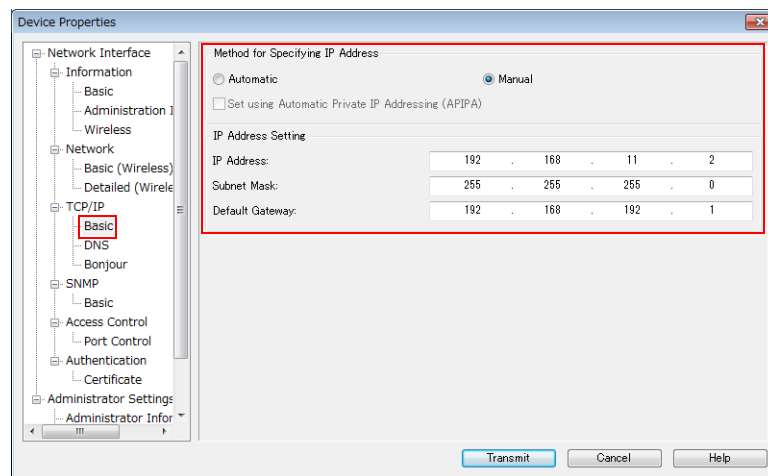 Device Properties
Network Interface
Information
Basic
Administration I
Wireless
Network
Basic (Wireless)
Detailed (Wirele
TCP/IP
Basic
DNS
Bonjour
SNMP
Basic
Access Control
Port Control
Authentication
Certificate
Administrator Settings
Administrator Infor
Method for Specifying IP Address
Automatic
Manual
Set using Automatic Private IP Addressing (APIPA)
IP Address Setting
IP Address: 192 . 168 . 11 . 2
Subnet Mask: 255 . 255 . 255 . 0
Default Gateway: 192 . 168 . 192 . 1
Transmit
Cancel
Help